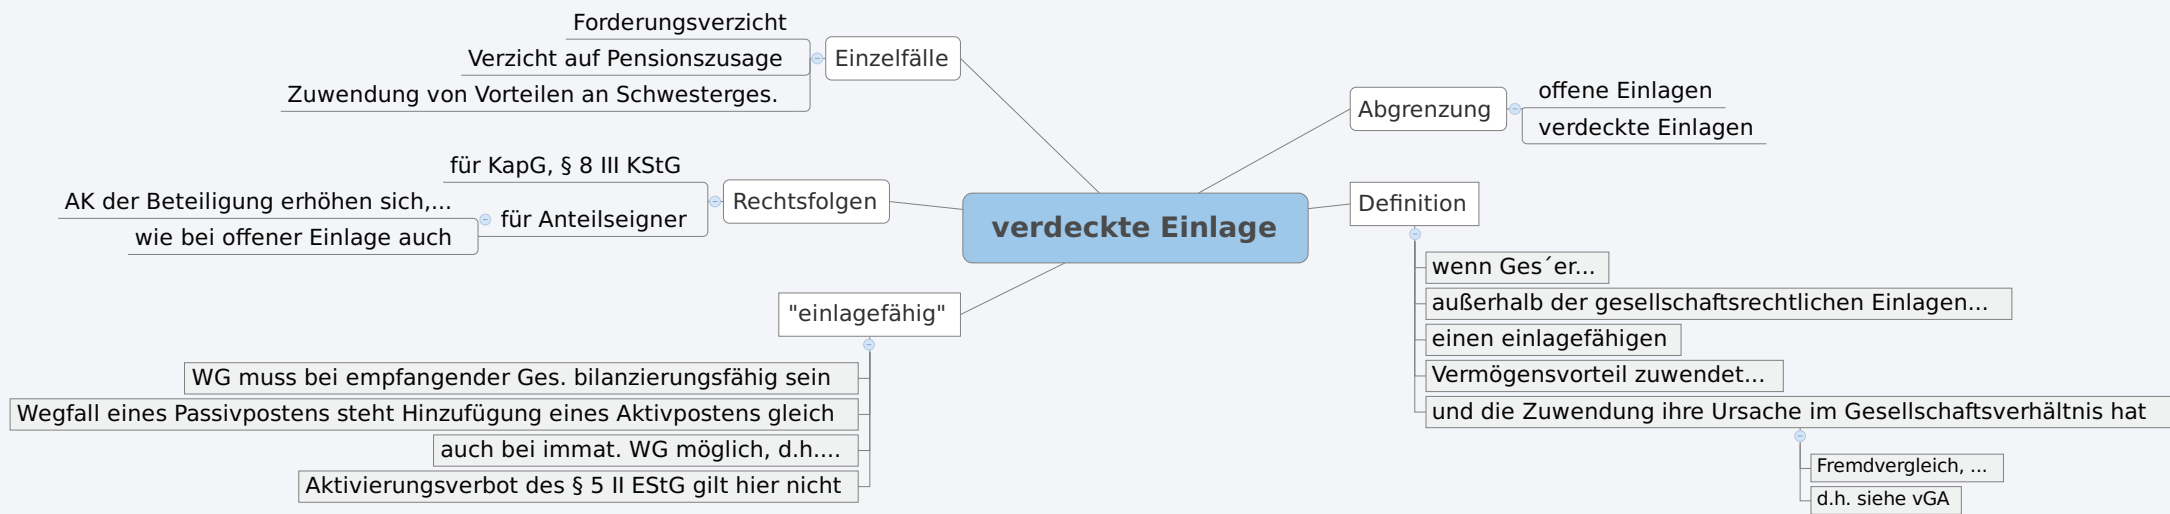 verdeckte Einlage
Abgrenzung
offene Einlagen
verdeckte Einlagen
Definition
wenn Ges´er...
außerhalb der gesellschaftsrechtlichen Einlagen...
einen einlagefähigen
Vermögensvorteil zuwendet...
und die Zuwendung ihre Ursache im Gesellschaftsverhältnis hat
Fremdvergleich, ...
d.h. siehe vGA
Einzelfälle
Forderungsverzicht
Verzicht auf Pensionszusage
Zuwendung von Vorteilen an Schwesterges.
Rechtsfolgen
für KapG, § 8 III KStG
für Anteilseigner
AK der Beteiligung erhöhen sich,...
wie bei offener Einlage auch
"einlagefähig"
WG muss bei empfangender Ges. bilanzierungsfähig sein
Wegfall eines Passivpostens steht Hinzufügung eines Aktivpostens gleich
auch bei immat. WG möglich, d.h....
Aktivierungsverbot des § 5 II EStG gilt hier nicht